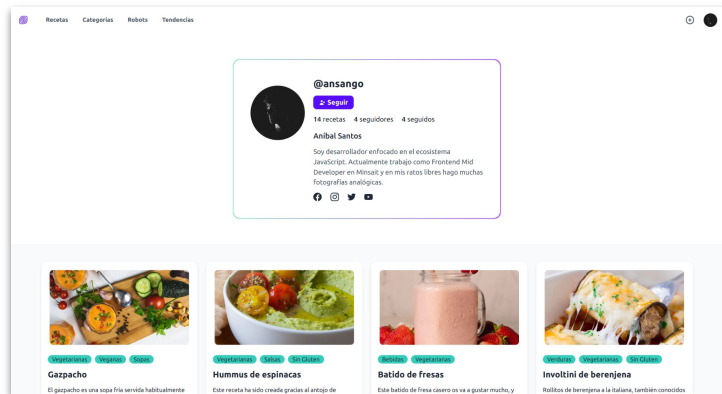 Recetas Categorías Robots Tendencias
@ansango
Seguir
14 recetas 4 seguidores 4 seguidos
Aníbal Santos
Soy desarrollador enfocado en el ecosistema
JavaScript. Actualmente trabajo como Frontend Mid
Developer en Minsait y en mis ratos libres hago muchas
fotografías analógicas.
Vegetarianas Veganas Sopas
Gazpacho
El gazpacho es una sopa fría servida habitualmente
Vegetarianas Salsas Sin Gluten
Hummus de espinacas
Este receta ha sido creada gracias al antojo de
Bebidas Vegetarianas
Batido de fresas
Este batido de fresa casero os va a gustar mucho, y
Verduras Vegetarianas Sin Gluten
Involtini de berenjena
Rollitos de berenjena a la italiana, también conocidos